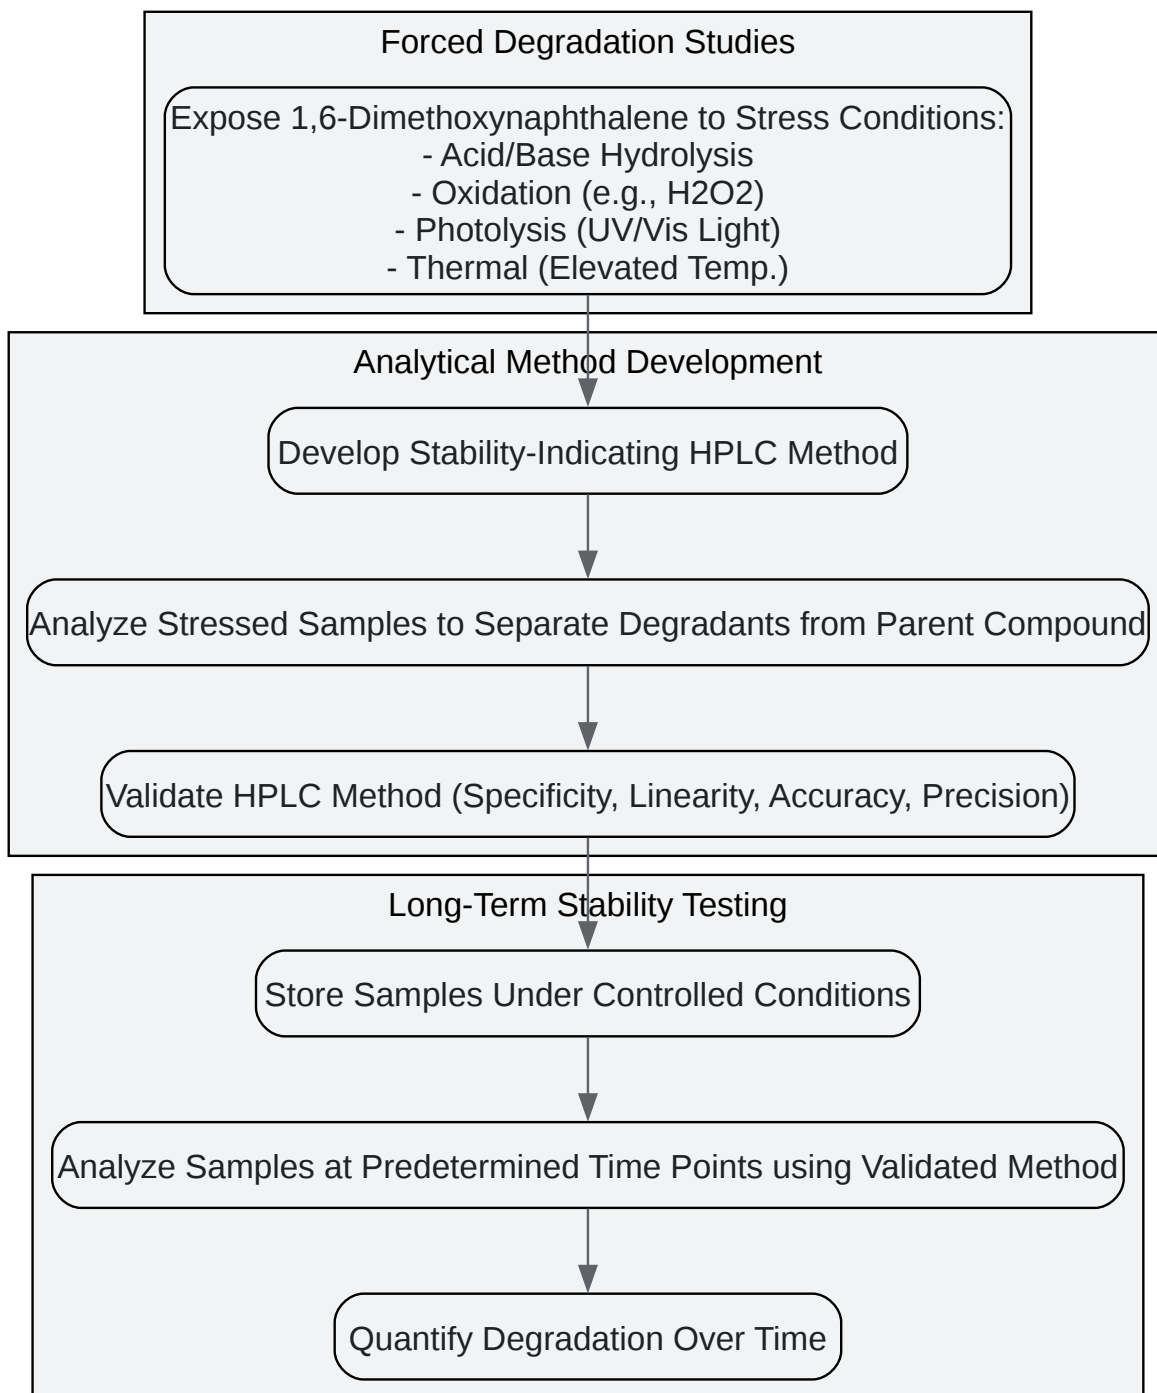 Forced Degradation Studies
Expose 1,6-Dimethoxynaphthalene to Stress Conditions:
- Acid/Base Hydrolysis
- Oxidation (e.g., H2O2)
- Photolysis (UV/Vis Light)
- Thermal (Elevated Temp.)
Analytical Method Development
Develop Stability-Indicating HPLC Method
Analyze Stressed Samples to Separate Degradants from Parent Compound
Validate HPLC Method (Specificity, Linearity, Accuracy, Precision)
Long-Term Stability Testing
Store Samples Under Controlled Conditions
Analyze Samples at Predetermined Time Points using Validated Method
Quantify Degradation Over Time